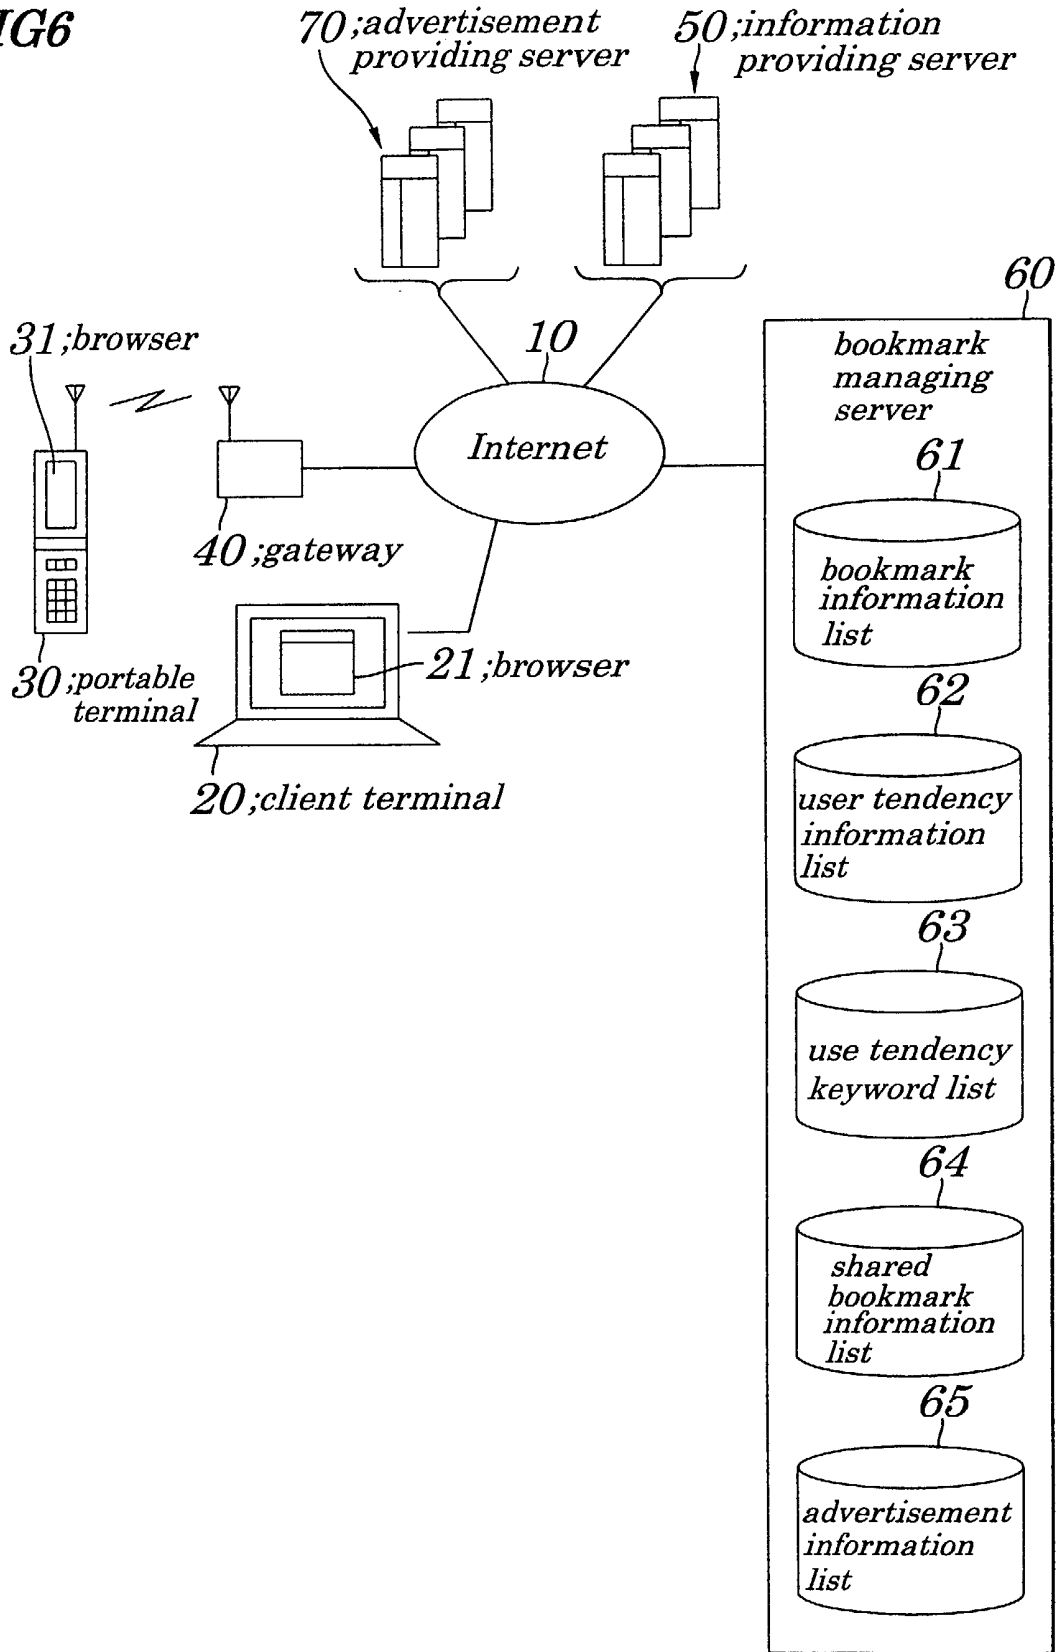 IG6
70;advertisement
providing server
50;information
providing server
60
31;browser
10
bookmark
managing
server
Internet
61
40;gateway
bookmark
information
list
21;browser
30;portable
terminal
62
20;client terminal
user tendency
information
list
63
use tendency
keyword list
64
shared
bookmark
information
list
65
advertisement
information
list